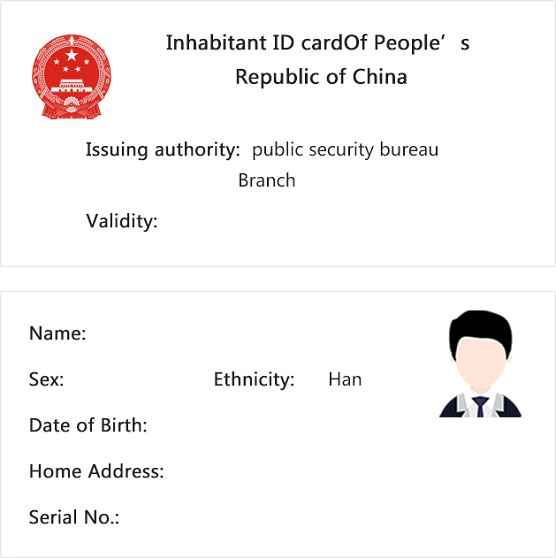 Inhabitant ID cardOf People’s
Republic of China
Issuing authority: public security bureau
Branch
Validity:
Name:
Sex: Ethnicity: Han
Date of Birth:
Home Address:
Serial No.: